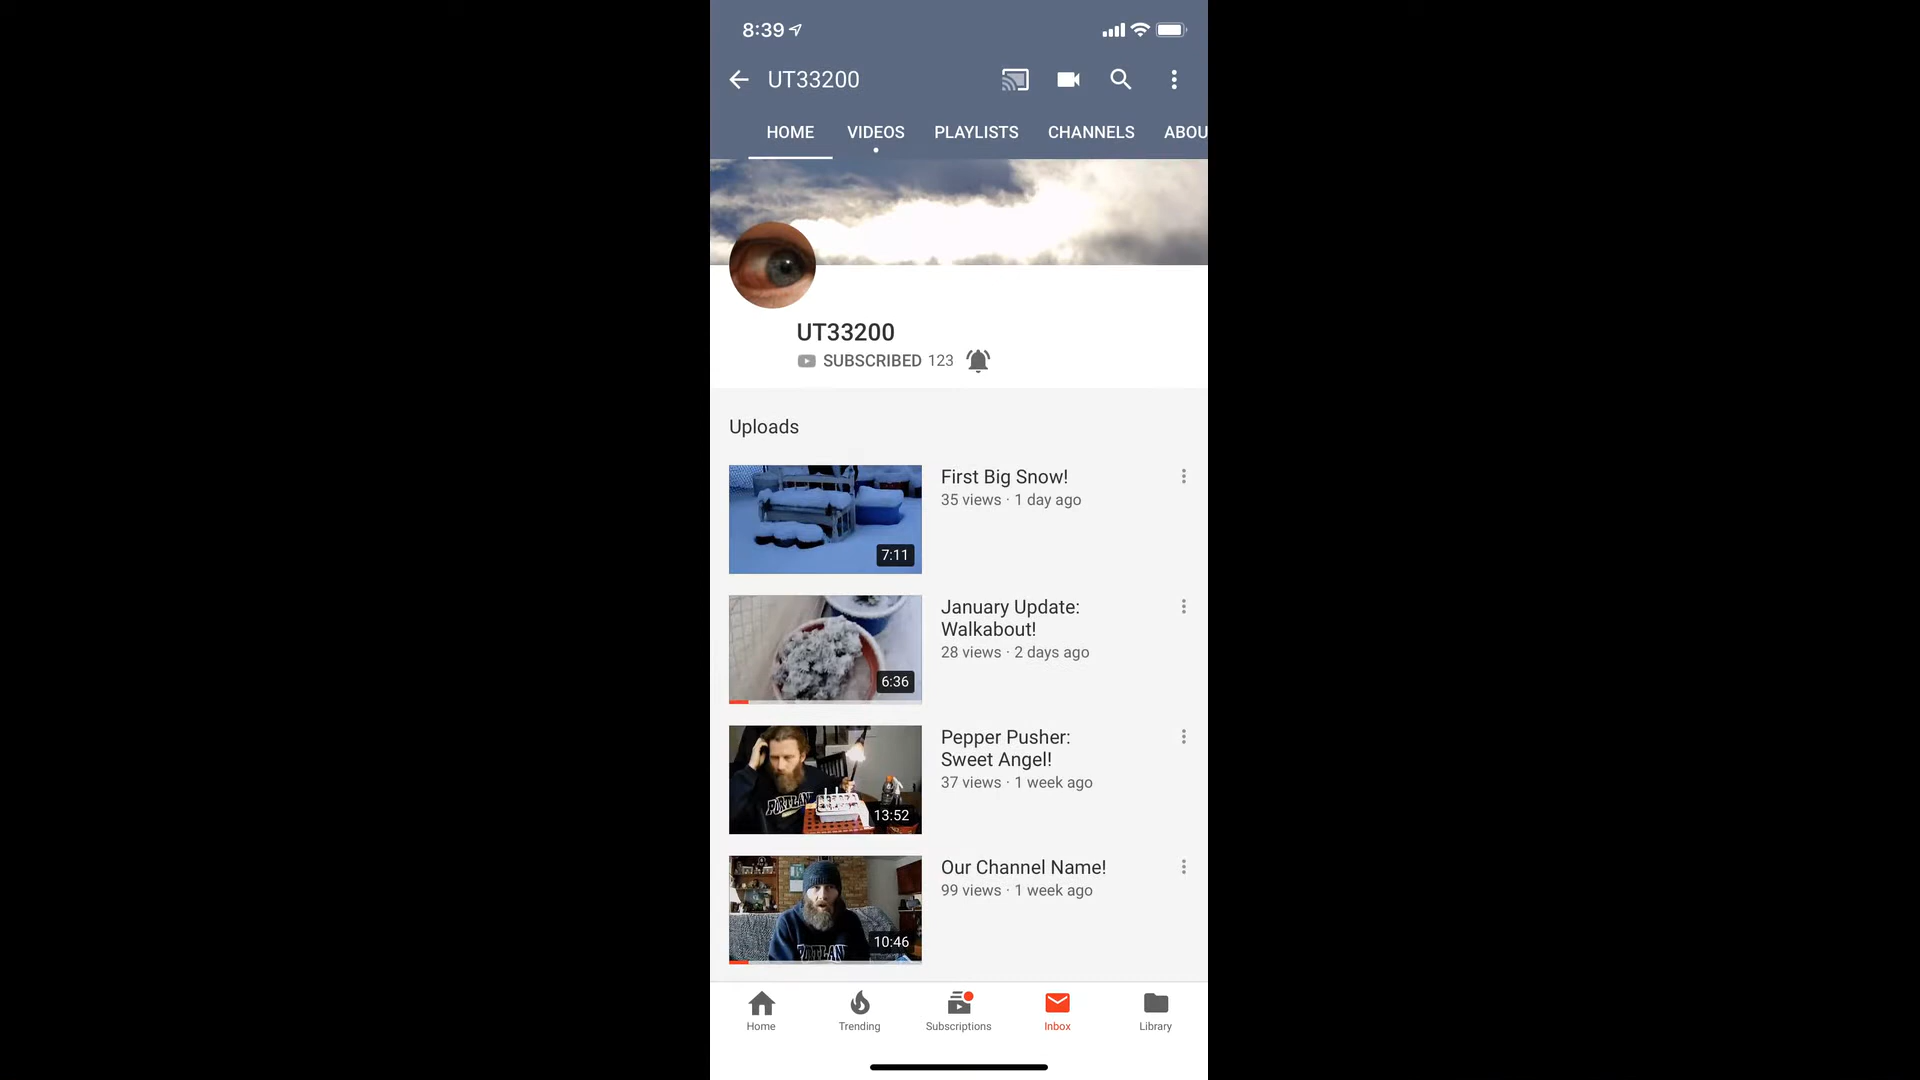 8:39
UT33200
HOME VIDEOS PLAYLISTS CHANNELS ABOU
UT33200
SUBSCRIBED 123
Uploads
First Big Snow!
35 views · 1 day ago
7:11
January Update:
Walkabout!
28 views · 2 days ago
6:36
Pepper Pusher:
Sweet Angel!
37 views · 1 week ago
PORTLAN
13:52
Our Channel Name!
99 views · 1 week ago
10:46
PORTLAN
Home Trending Subscriptions Inbox Library